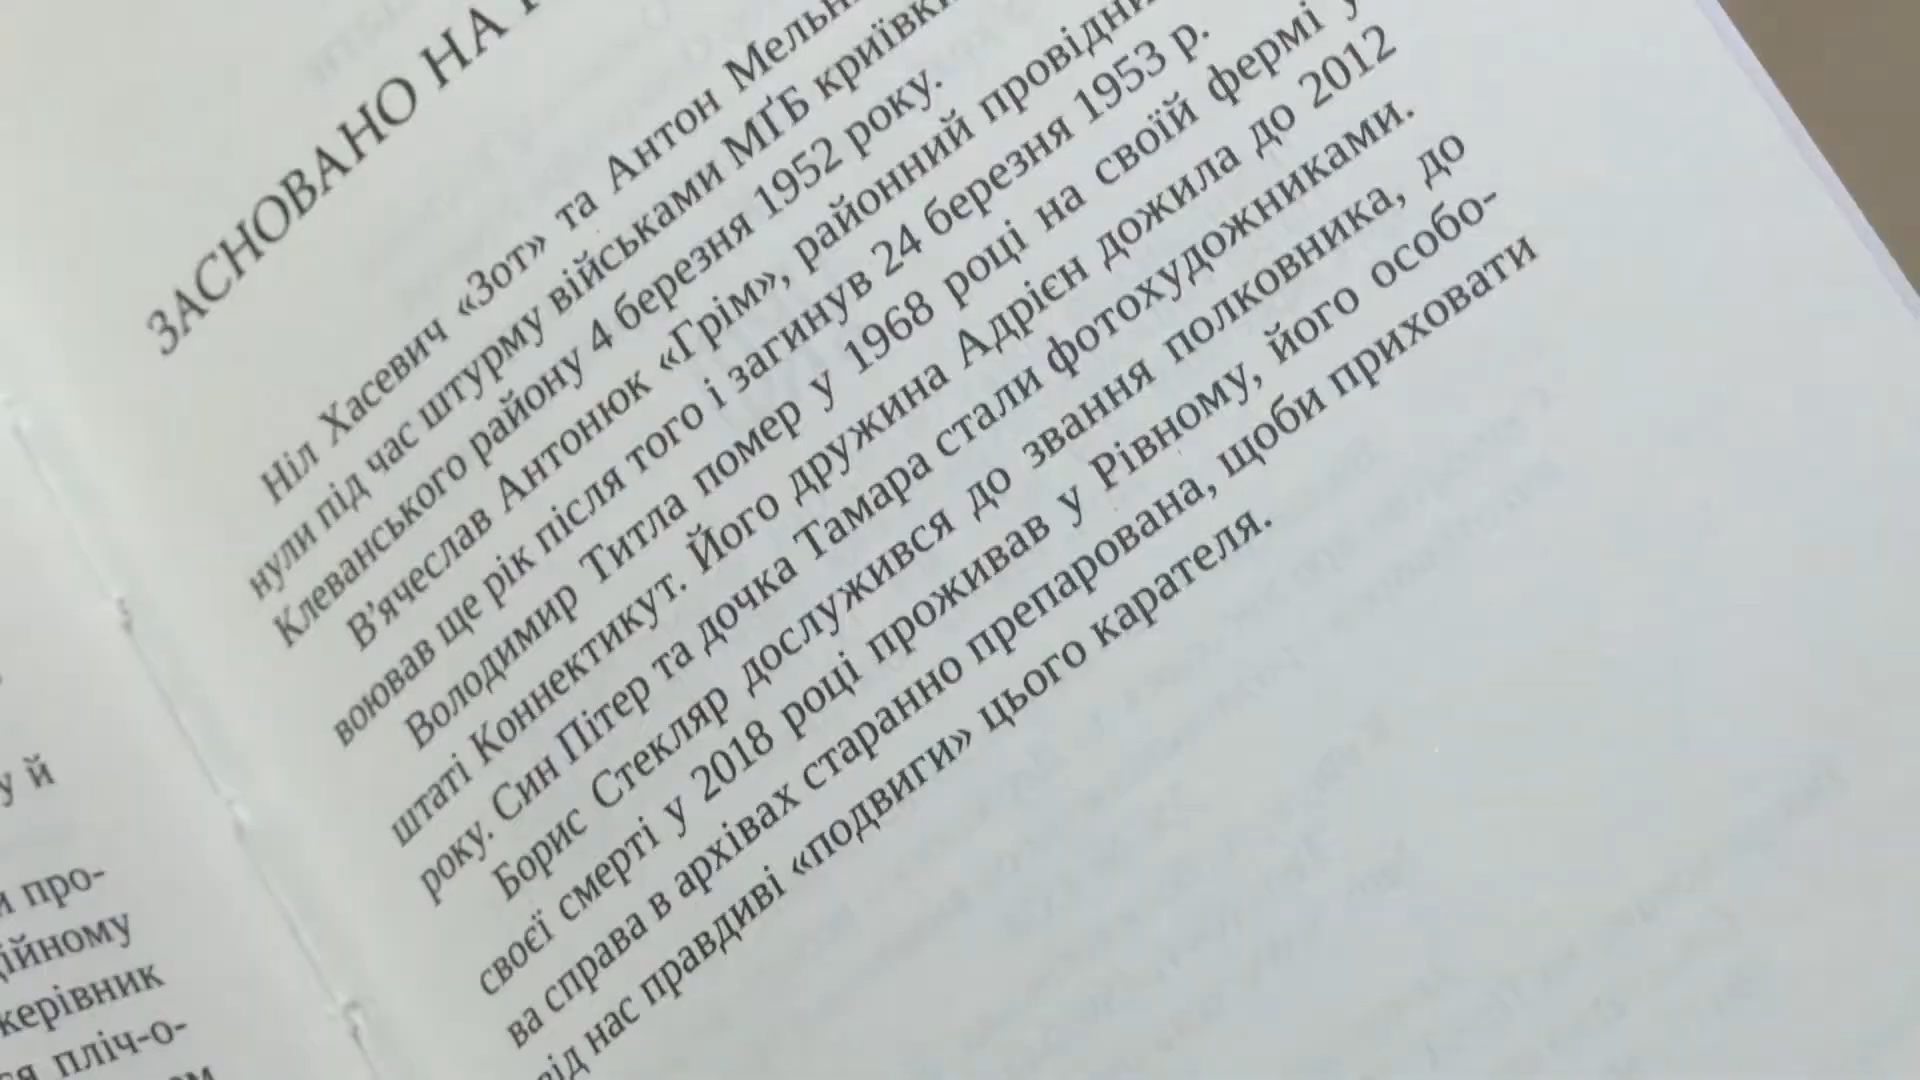 ЗАСНОВАНО НА
Ніл Хасевич «Зот» та Антон
нули під час штурму військами МҐБ
Клеванського району 4 березня 1952 року.
В'ячеслав Антонюк «Грім», районний
воював ще рік після того і загинув 24 березня 1953 р.
Володимир Титла помер у 1968 році на своїй фермі у
штаті Коннектикут. Його дружина Адрієн дожила до 2012
року. Син Пітер та дочка Тамара стали фотохудожниками.
Борис Стекляр дослужився до звання полковника, до
своєї смерті у 2018 році проживав у Рівному, його особо-
ва справа в архівах старанно препарована, щоби приховати
від нас правдиві «подвиги» цього карателя.
у й
про-
ійному
керівник
ся пліч-о-